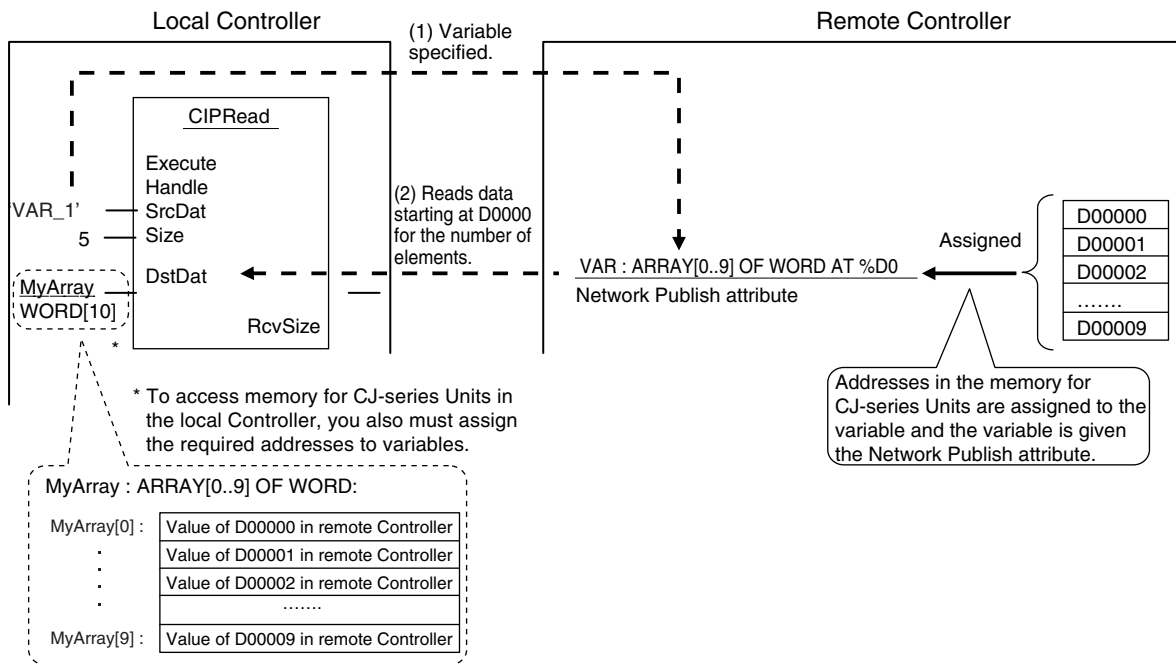 Local Controller
Remote Controller
(1) Variable
specified.
CIPRead
Execute
Handle
'VAR_1'
SrcDat
5
Size
MyArray
WORD[10]
DstDat
RcvSize
*
(2) Reads data
starting at D0000
for the number of
elements.
VAR : ARRAY[0..9] OF WORD AT %D0
Network Publish attribute
Assigned
D00000
D00001
D00002
.......
D00009
Addresses in the memory for
CJ-series Units are assigned to the
variable and the variable is given
the Network Publish attribute.
* To access memory for CJ-series Units in
the local Controller, you also must assign
the required addresses to variables.
MyArray : ARRAY[0..9] OF WORD:
MyArray[0] : Value of D00000 in remote Controller
Value of D00001 in remote Controller
Value of D00002 in remote Controller
.......
MyArray[9] : Value of D00009 in remote Controller